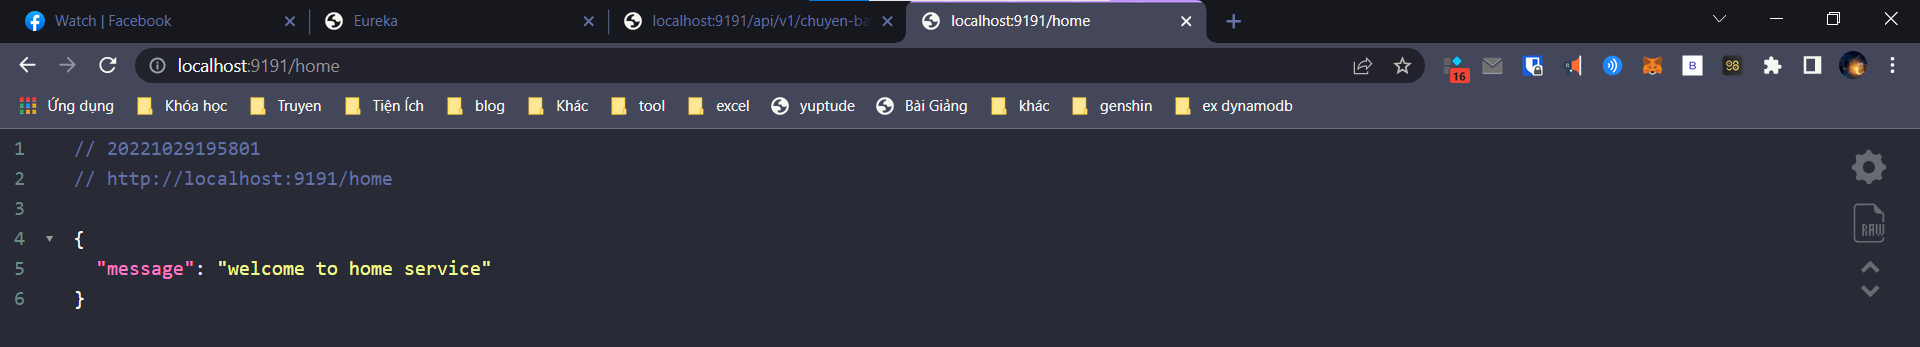 Watch | Facebook
Eureka
localhost:9191/api/v1/chuyen-ba
localhost:9191/home
localhost:9191/home
16
B
Ứng dụng
Khóa học
Truyen
Tiện Ích
blog
Khác
tool
excel
yuptude
Bài Giảng
khác
genshin
ex dynamodb
1 // 20221029195801
2 // http://localhost:9191/home
3
4 {
5 "message": "welcome to home service"
6 }
RAW